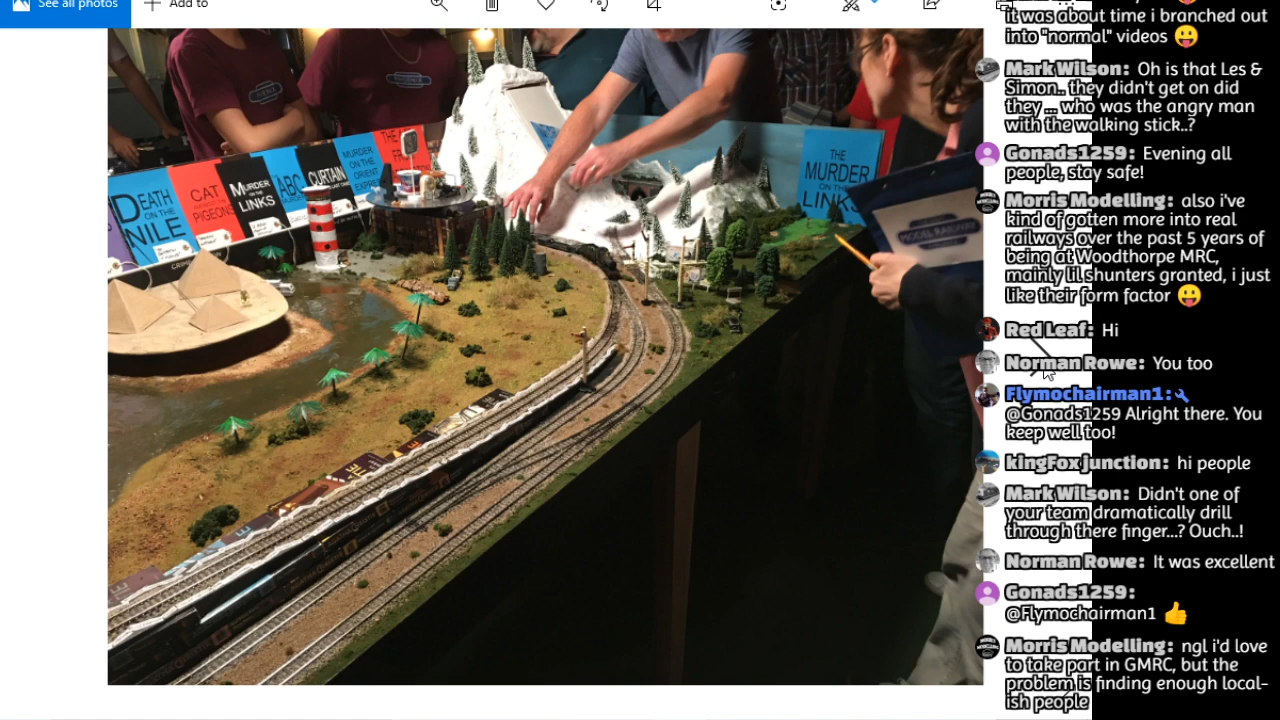 See all photos
Add to
it was about time i branched out
into "normal" videos 😛
Mark Wilson: Oh is that Les &
Simon.. they didn't get on did
they ... who was the angry man
with the walking stick..?
Gonads1259: Evening all
people, stay safe!
Morris Modelling: also i've
kind of gotten more into real
railways over the past 5 years of
being at Woodthorpe MRC,
mainly lil shunters granted, i just
like their form factor 😛
Red Leaf: Hi
Norman Rowe: You too
Flymochairman1:
@Gonads1259 Alright there. You
keep well too!
kingFox junction: hi people
Mark Wilson: Didn't one of
your team dramatically drill
through there finger...? Ouch..!
Norman Rowe: It was excellent
Gonads1259:
@Flymochairman1 👍
Morris Modelling: ngl i'd love
to take part in GMRC, but the
problem is finding enough local-
ish people
DEATH
ON THE
NILE
CAT
PIGEONS
MURDER
ON THE
LINKS
ABC
CURTAIN
MURDER
ON THE
ORIENT
EXPRESS
THE
MURDER
ON THE
LINKS
MODEL RAILWAY